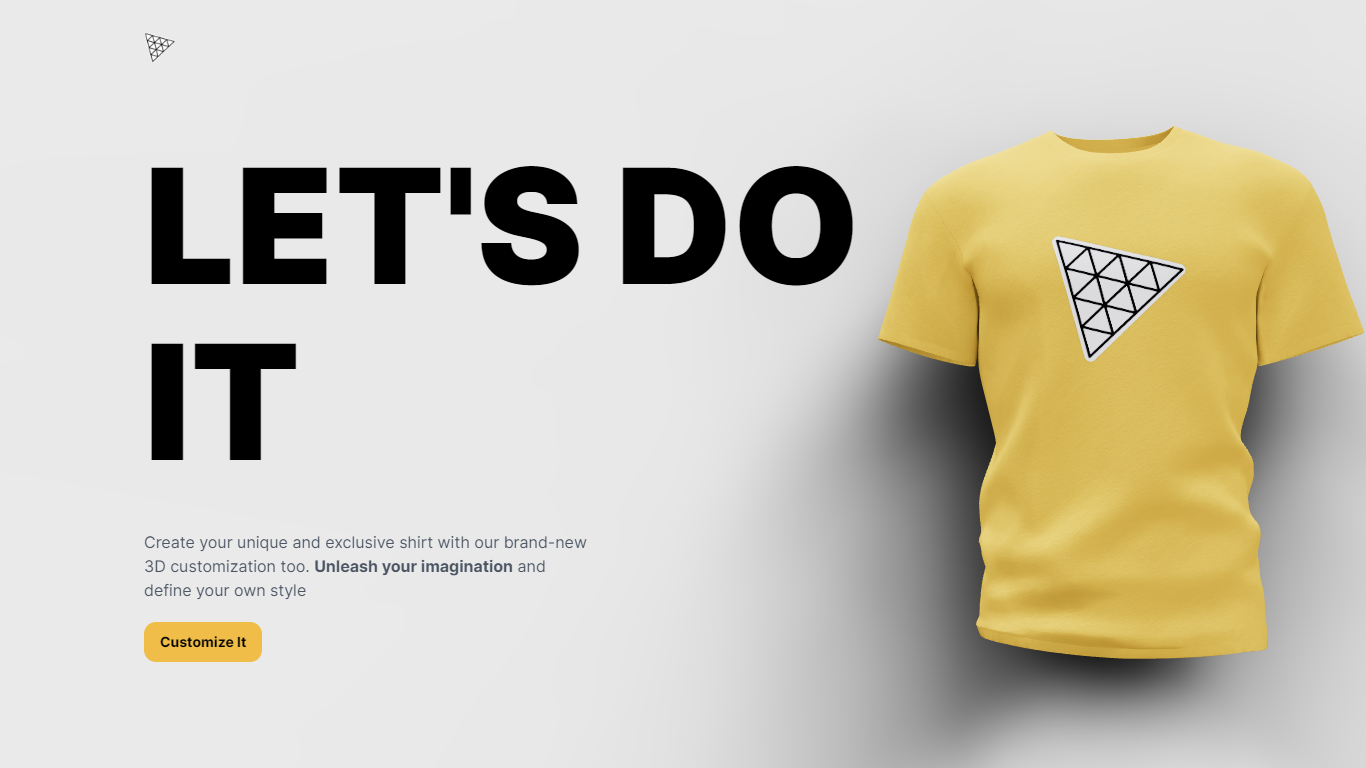 LET'S DO
IT
Create your unique and exclusive shirt with our brand-new
3D customization too. Unleash your imagination and
define your own style
Customize It